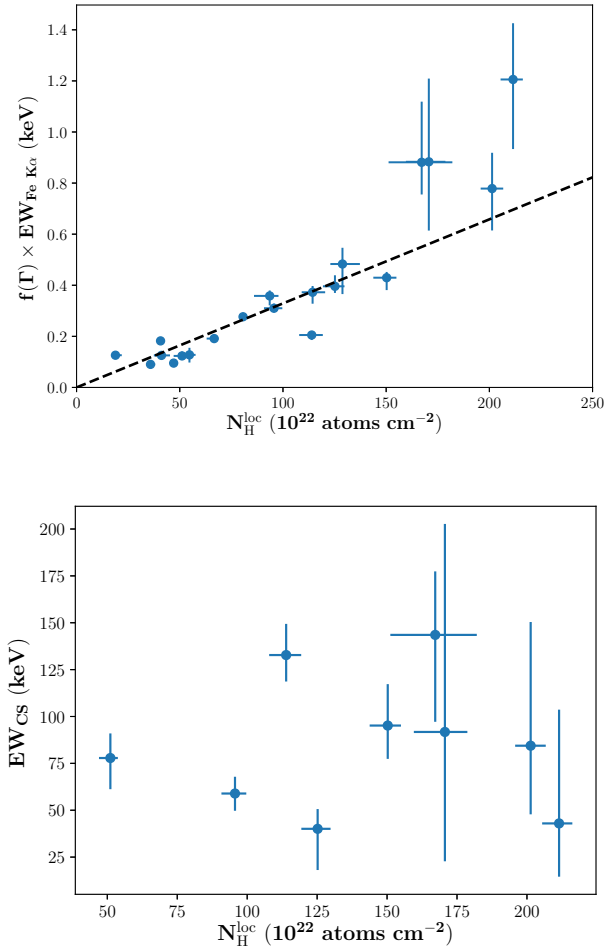 1.4
1.2
1.0
0.8
0.6
0.4
0.2
0.0
f(Γ) × EW_Fe Kα (keV)
0 50 100 150 200 250
N_H^loc (10^22 atoms cm^−2)
200
175
150
125
100
75
50
25
EW_CS (keV)
50 75 100 125 150 175 200
N_H^loc (10^22 atoms cm^−2)